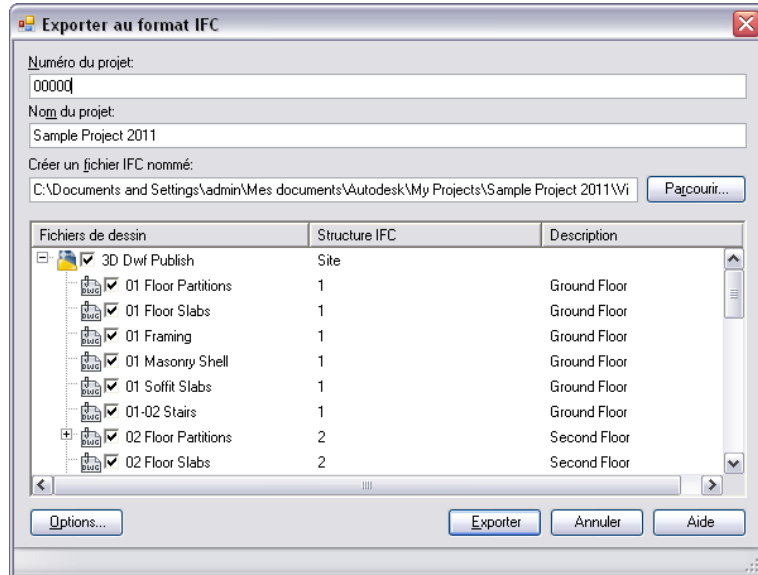 Exporter au format IFC
Numéro du projet:
00000
Nom du projet:
Sample Project 2011
Créer un fichier IFC nommé:
C:\Documents and Settings\admin\Mes documents\Autodesk\My Projects\Sample Project 2011\Vi Parcourir...
Fichiers de dessin Structure IFC Description
3D Dwf Publish Site
01 Floor Partitions 1 Ground Floor
01 Floor Slabs 1 Ground Floor
01 Framing 1 Ground Floor
01 Masonry Shell 1 Ground Floor
01 Soffit Slabs 1 Ground Floor
01-02 Stairs 1 Ground Floor
02 Floor Partitions 2 Second Floor
02 Floor Slabs 2 Second Floor
Options... Exporter Annuler Aide